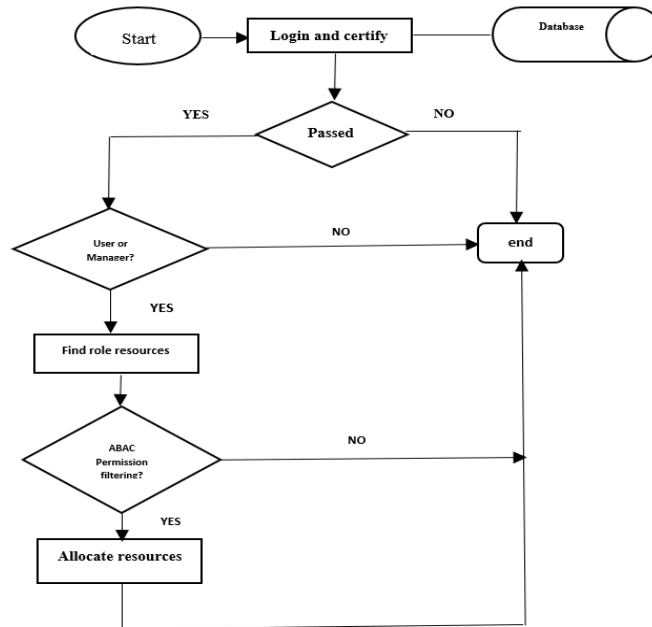 Start
Login and certify
Database
YES
NO
Passed
User or
Manager?
NO
end
YES
Find role resources
ABAC
Permission
filtering?
NO
YES
Allocate resources